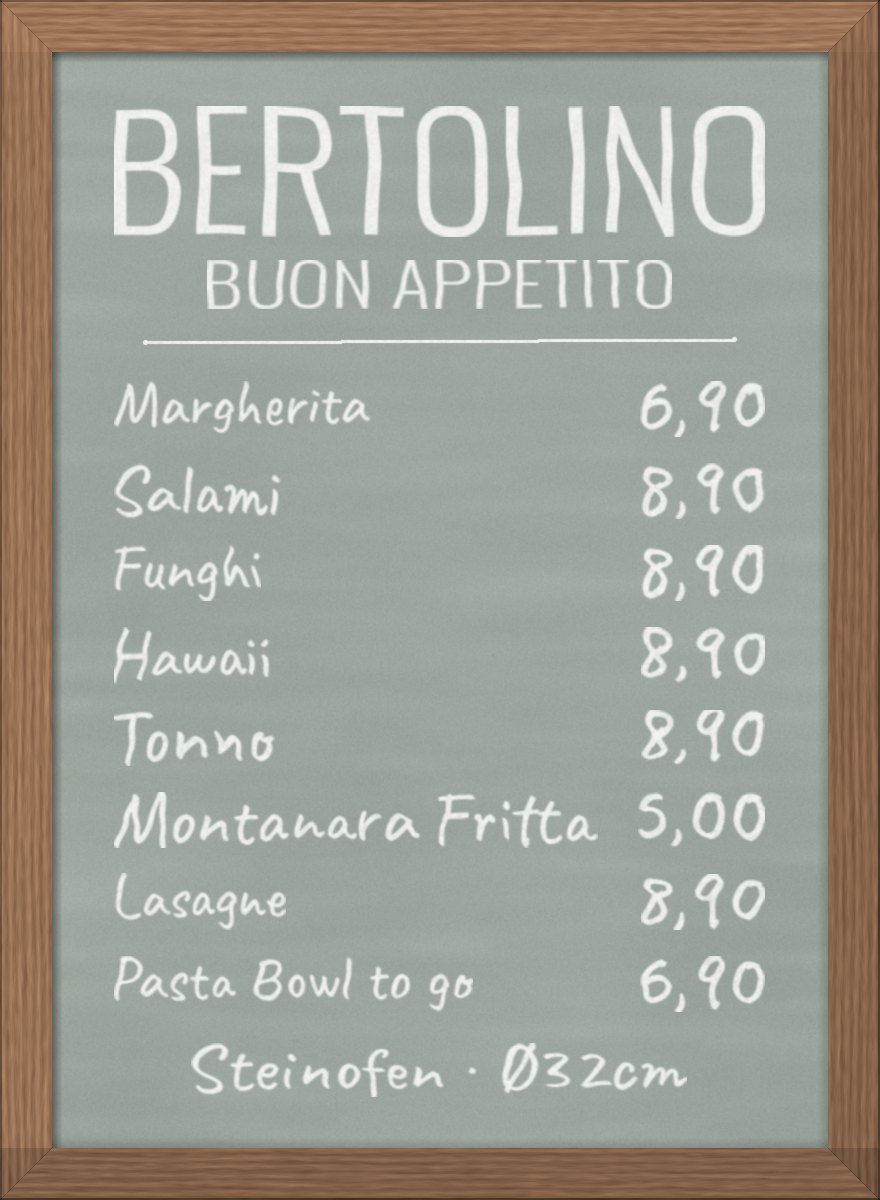 BERTOLINO
BUON APPETITO
Margherita 6,90
Salami 8,90
Funghi 8,90
Hawaii 8,90
Tonno 8,90
Montanara Fritta 5,00
Lasagne 8,90
Pasta Bowl to go 6,90
Steinofen · Ø32cm